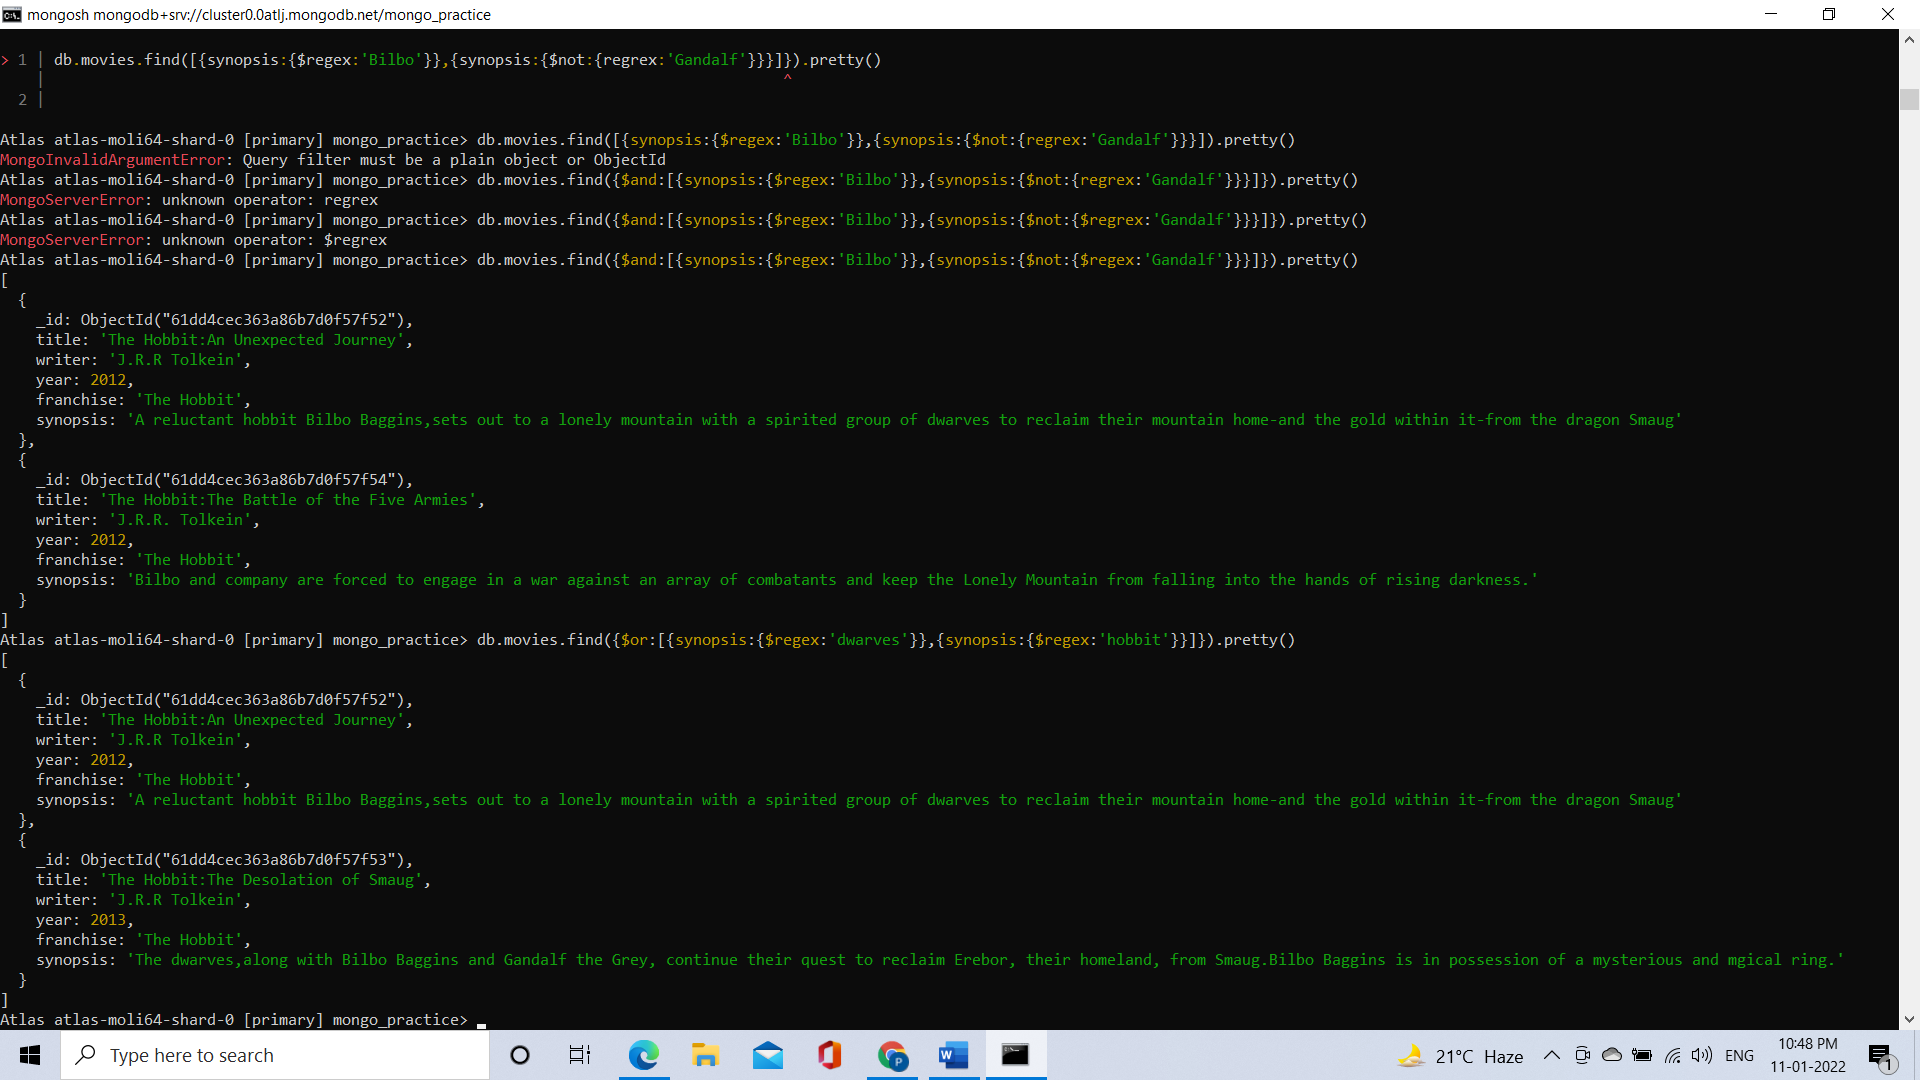 mongosh mongodb+srv://cluster0.0atlj.mongodb.net/mongo_practice
> 1 | db.movies.find([{synopsis:{$regex:'Bilbo'}},{synopsis:{$not:{regrex:'Gandalf'}}}]}).pretty()
| ^
2 |
Atlas atlas-moli64-shard-0 [primary] mongo_practice> db.movies.find([{synopsis:{$regex:'Bilbo'}},{synopsis:{$not:{regrex:'Gandalf'}}}]).pretty()
MongoInvalidArgumentError: Query filter must be a plain object or ObjectId
Atlas atlas-moli64-shard-0 [primary] mongo_practice> db.movies.find({$and:[{synopsis:{$regex:'Bilbo'}},{synopsis:{$not:{regrex:'Gandalf'}}}]}).pretty()
MongoServerError: unknown operator: regrex
Atlas atlas-moli64-shard-0 [primary] mongo_practice> db.movies.find({$and:[{synopsis:{$regex:'Bilbo'}},{synopsis:{$not:{$regrex:'Gandalf'}}}]}).pretty()
MongoServerError: unknown operator: $regrex
Atlas atlas-moli64-shard-0 [primary] mongo_practice> db.movies.find({$and:[{synopsis:{$regex:'Bilbo'}},{synopsis:{$not:{$regex:'Gandalf'}}}]}).pretty()
[
  {
    _id: ObjectId("61dd4cec363a86b7d0f57f52"),
    title: 'The Hobbit:An Unexpected Journey',
    writer: 'J.R.R Tolkein',
    year: 2012,
    franchise: 'The Hobbit',
    synopsis: 'A reluctant hobbit Bilbo Baggins,sets out to a lonely mountain with a spirited group of dwarves to reclaim their mountain home-and the gold within it-from the dragon Smaug'
  },
  {
    _id: ObjectId("61dd4cec363a86b7d0f57f54"),
    title: 'The Hobbit:The Battle of the Five Armies',
    writer: 'J.R.R. Tolkein',
    year: 2012,
    franchise: 'The Hobbit',
    synopsis: 'Bilbo and company are forced to engage in a war against an array of combatants and keep the Lonely Mountain from falling into the hands of rising darkness.'
  }
]
Atlas atlas-moli64-shard-0 [primary] mongo_practice> db.movies.find({$or:[{synopsis:{$regex:'dwarves'}},{synopsis:{$regex:'hobbit'}}]}).pretty()
[
  {
    _id: ObjectId("61dd4cec363a86b7d0f57f52"),
    title: 'The Hobbit:An Unexpected Journey',
    writer: 'J.R.R Tolkein',
    year: 2012,
    franchise: 'The Hobbit',
    synopsis: 'A reluctant hobbit Bilbo Baggins,sets out to a lonely mountain with a spirited group of dwarves to reclaim their mountain home-and the gold within it-from the dragon Smaug'
  },
  {
    _id: ObjectId("61dd4cec363a86b7d0f57f53"),
    title: 'The Hobbit:The Desolation of Smaug',
    writer: 'J.R.R Tolkein',
    year: 2013,
    franchise: 'The Hobbit',
    synopsis: 'The dwarves,along with Bilbo Baggins and Gandalf the Grey, continue their quest to reclaim Erebor, their homeland, from Smaug.Bilbo Baggins is in possession of a mysterious and mgical ring.'
  }
]
Atlas atlas-moli64-shard-0 [primary] mongo_practice>
Type here to search
21°C Haze
ENG
10:48 PM
11-01-2022
1